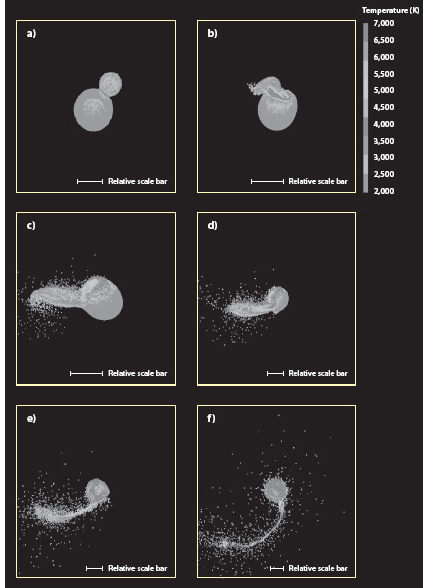 Temperature (K)
7,000
6,500
6,000
5,500
5,000
4,500
4,000
3,500
3,000
2,500
2,000
a)
Relative scale bar
b)
Relative scale bar
c)
Relative scale bar
d)
Relative scale bar
e)
Relative scale bar
f)
Relative scale bar